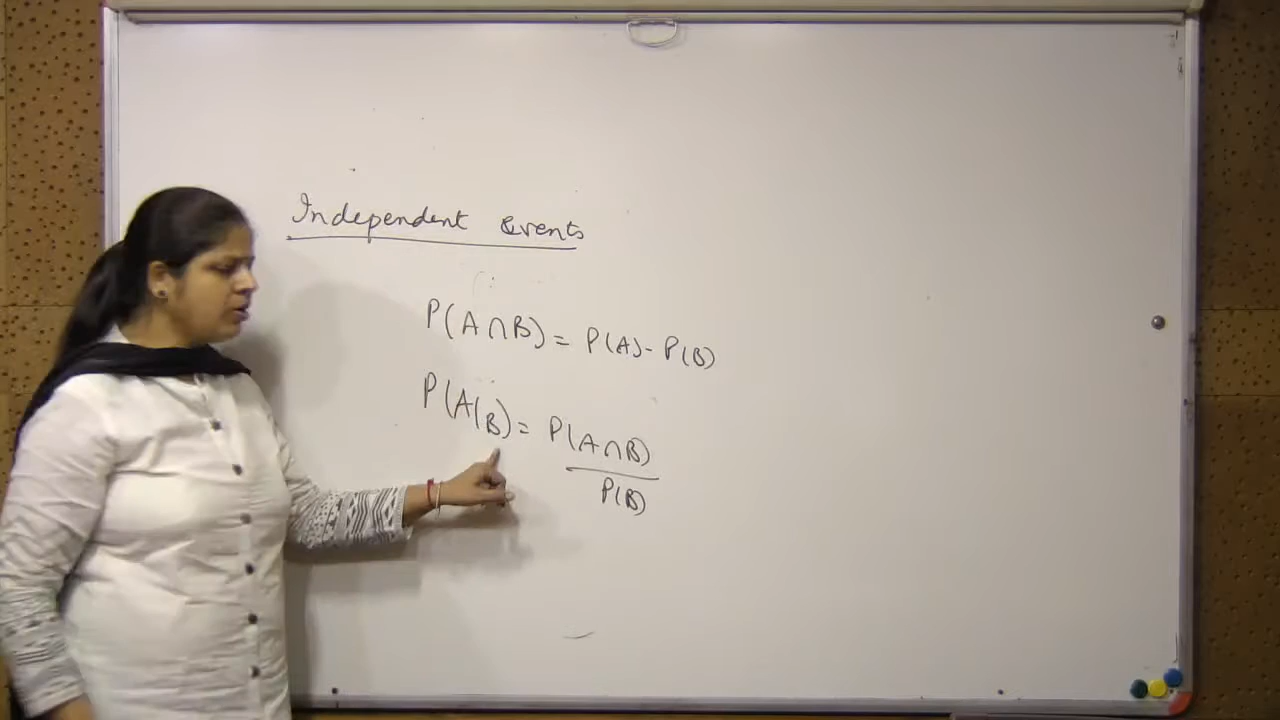 Independent Events
P(A∩B) = P(A) - P(B)
P(A|B) = P(A∩B)
P(B)